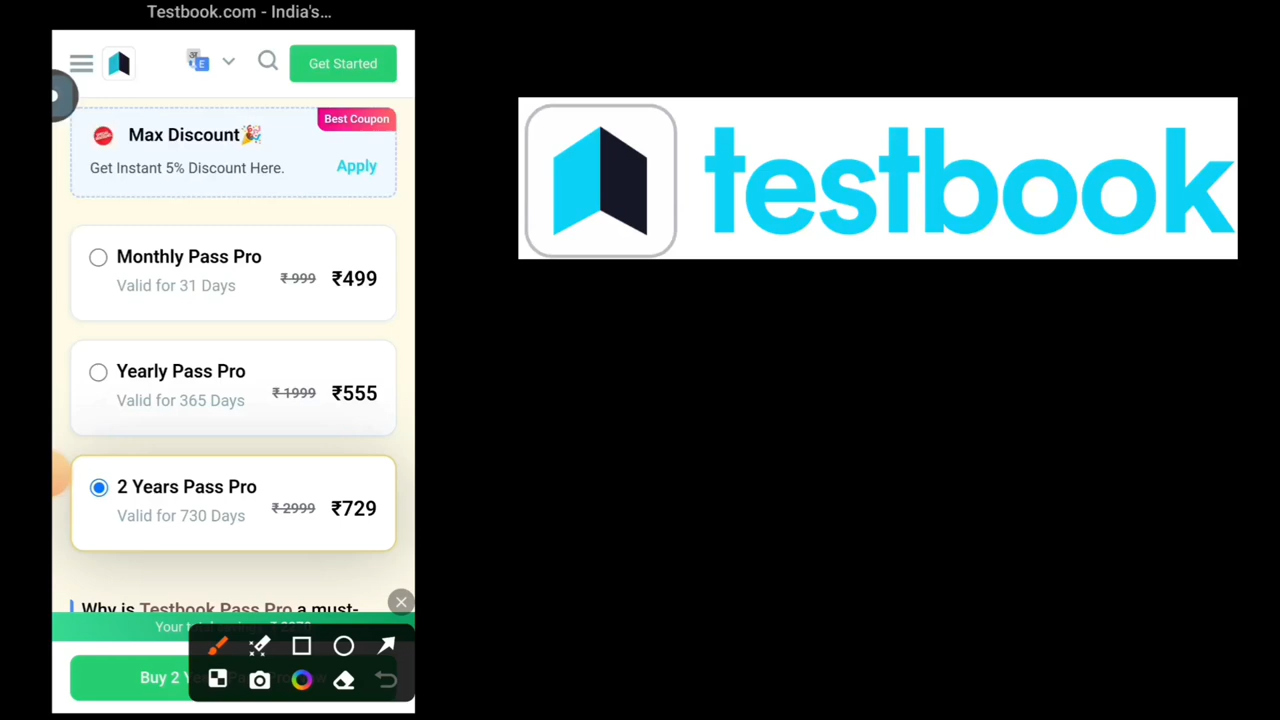 Testbook.com - India's...
Get Started
Best Coupon
Max Discount🎉
Get Instant 5% Discount Here.
Apply
Monthly Pass Pro
₹ 999 ₹499
Valid for 31 Days
Yearly Pass Pro
₹ 1999 ₹555
Valid for 365 Days
2 Years Pass Pro
₹ 2999 ₹729
Valid for 730 Days
Why is Testbook Pass Pro a must-
Your
Buy 2
testbook